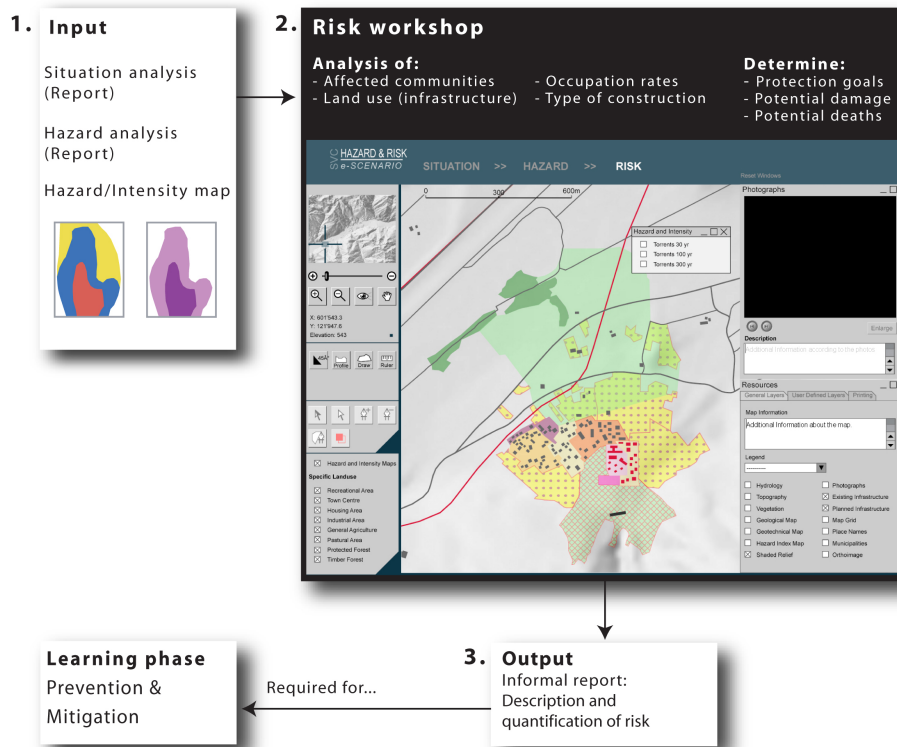 1. Input
Situation analysis
(Report)
Hazard analysis
(Report)
Hazard/Intensity map
2. Risk workshop
Analysis of:
- Affected communities
- Land use (infrastructure)
- Occupation rates
- Type of construction
Determine:
- Protection goals
- Potential damage
- Potential deaths
SVC HAZARD & RISK
e-SCENARIO
SITUATION >> HAZARD >> RISK
Reset Windows
0 300 600m
X: 601'543.3
Y: 121'947.6
Elevation: 543
Profile
Draw
Ruler
Hazard and Intensity Maps
Specific Landuse
Recreational Area
Town Centre
Housing Area
Industrial Area
General Agriculture
Pastural Area
Protected Forest
Timber Forest
Hazard and Intensity
Torrents 30 yr
Torrents 100 yr
Torrents 300 yr
Photographs
Enlarge
Description
Additional Information according to the photos
Resources
General Layers
User Defined Layers
Printing
Map Information
Additional Information about the map.
Legend
----------
Hydrology
Topography
Vegetation
Geological Map
Geotechnical Map
Hazard Index Map
Shaded Relief
Photographs
Existing Infrastructure
Planned Infrastructure
Map Grid
Place Names
Municipalities
Orthoimage
3. Output
Informal report:
Description and
quantification of risk
Required for...
Learning phase
Prevention &
Mitigation